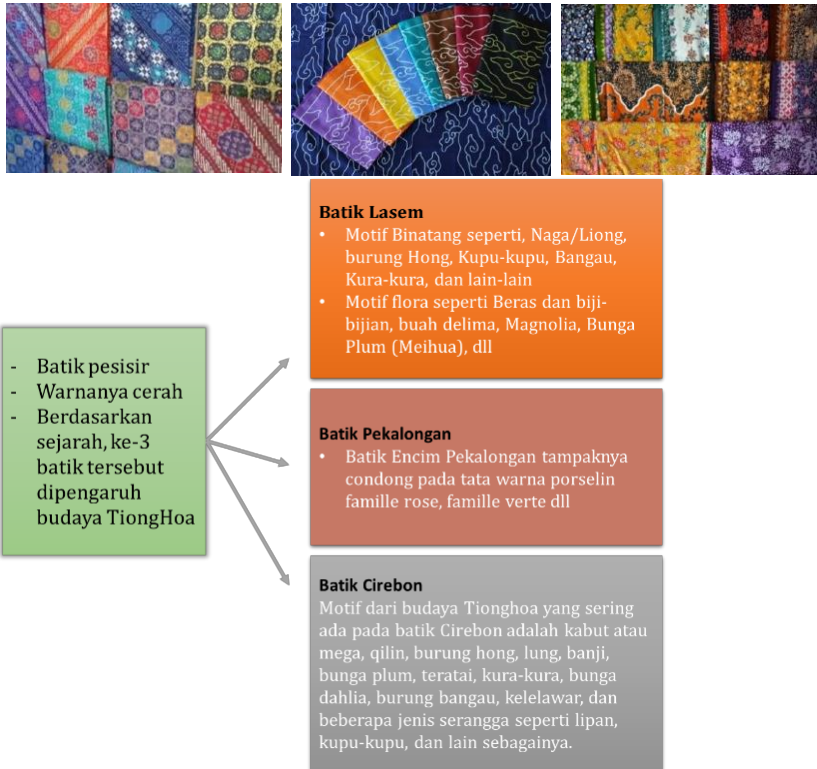 Batik Lasem
• Motif Binatang seperti, Naga/Liong,
burung Hong, Kupu-kupu, Bangau,
Kura-kura, dan lain-lain
• Motif flora seperti Beras dan biji-
bijian, buah delima, Magnolia, Bunga
Plum (Meihua), dll
- Batik pesisir
- Warnanya cerah
- Berdasarkan
sejarah, ke-3
batik tersebut
dipengaruh
budaya TiongHoa
Batik Pekalongan
• Batik Encim Pekalongan tampaknya
condong pada tata warna porselin
famille rose, famille verte dll
Batik Cirebon
Motif dari budaya Tionghoa yang sering
ada pada batik Cirebon adalah kabut atau
mega, qilin, burung hong, lung, banji,
bunga plum, teratai, kura-kura, bunga
dahlia, burung bangau, kelelawar, dan
beberapa jenis serangga seperti lipan,
kupu-kupu, dan lain sebagainya.